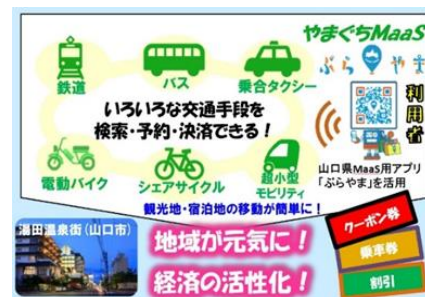 やまぐちMaaS
ぶらやま
鉄道
バス
乗合タクシー
利用者
いろいろな交通手段を
検索・予約・決済できる！
山口県MaaS用アプリ
「ぶらやま」を活用
電動バイク
シェアサイクル
超小型
モビリティ
観光地・宿泊地の移動が簡単に！
湯田温泉街(山口市)
地域が元気に！
経済の活性化！
クーポン券
乗車券
割引